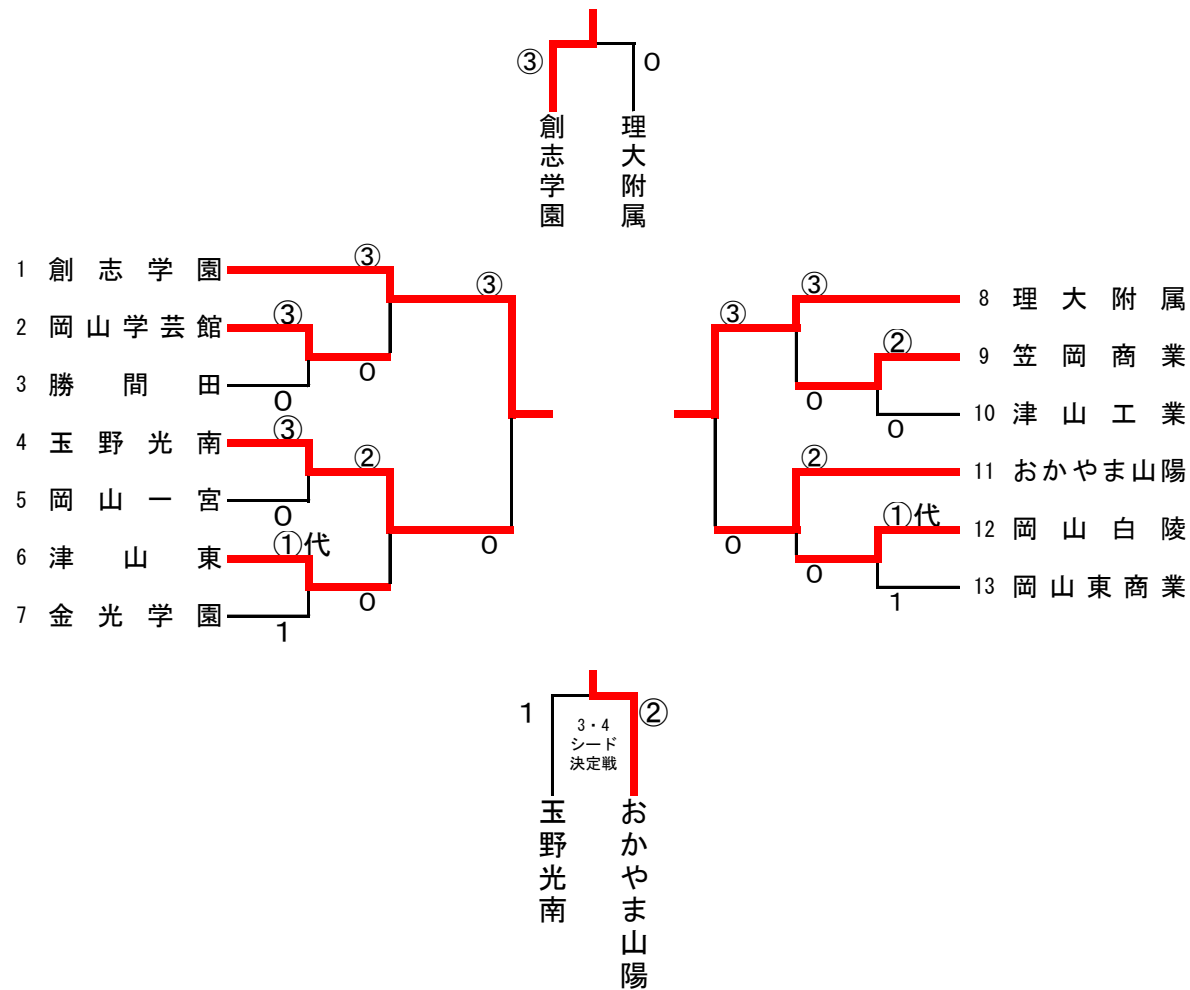 ③
0
創志学園
理大附属
1 創志学園
③
③
2 岡山学芸館
③
0
3 勝間田
0
4 玉野光南
③
②
5 岡山一宮
0
0
6 津山東
①代
0
7 金光学園
1
8 理大附属
③
③
9 笠岡商業
②
0
10 津山工業
0
11 おかやま山陽
②
0
12 岡山白陵
①代
0
13 岡山東商業
1
1
②
3・4
シード
決定戦
玉野光南
おかやま山陽